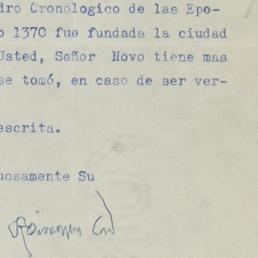 dro Cronologico de las Epo-
o 1370 fue fundada la ciudad
Usted, Señor Novo tiene mas
se tomó, en caso de ser ver-
escrita.
uosamente Su